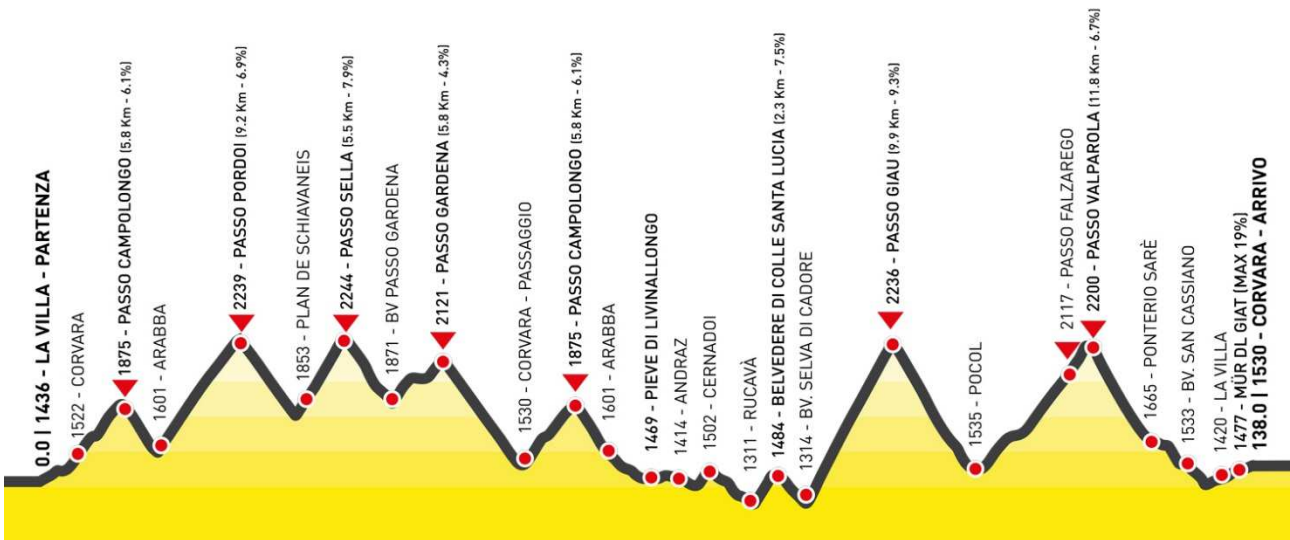 0.0 | 1436 - LA VILLA - PARTENZA
1522 - CORVARA
1875 - PASSO CAMPOLONGO (5.8 Km - 6.1%)
1601 - ARABBA
2239 - PASSO PORDOI (9.2 Km - 6.9%)
1853 - PLAN DE SCHIAVANEIS
2244 - PASSO SELLA (5.5 Km - 7.9%)
1871 - BV PASSO GARDENA
2121 - PASSO GARDENA (5.8 Km - 4.3%)
1530 - CORVARA - PASSAGGIO
1875 - PASSO CAMPOLONGO (5.8 Km - 6.1%)
1601 - ARABBA
1469 - PIEVE DI LIVINALLONGO
1414 - ANDRAZ
1502 - CERNADOI
1311 - RUCAVÀ
1484 - BELVEDERE DI COLLE SANTA LUCIA (2.3 Km - 7.5%)
1314 - BV. SELVA DI CADORE
2236 - PASSO GIAU (9.9 Km - 9.3%)
1535 - POCOL
2117 - PASSO FALZAREGO
2200 - PASSO VALPAROLA (11.8 Km - 6.7%)
1665 - PONTERIO SARÈ
1533 - BV. SAN CASSIANO
1420 - LA VILLA
1477 - MÜR DL GIAT (MAX 19%)
138.0 | 1530 - CORVARA - ARRIVO